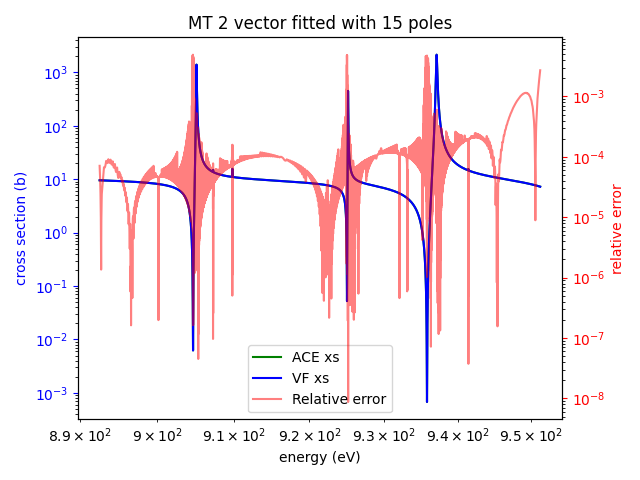 MT 2 vector fitted with 15 poles
cross section (b)
10³
10²
10¹
10⁰
10⁻¹
10⁻²
10⁻³
10⁻³
10⁻⁴
10⁻⁵
10⁻⁶
10⁻⁷
10⁻⁸
relative error
ACE xs
VF xs
Relative error
8.9 × 10² 9 × 10² 9.1 × 10² 9.2 × 10² 9.3 × 10² 9.4 × 10² 9.5 × 10²
energy (eV)